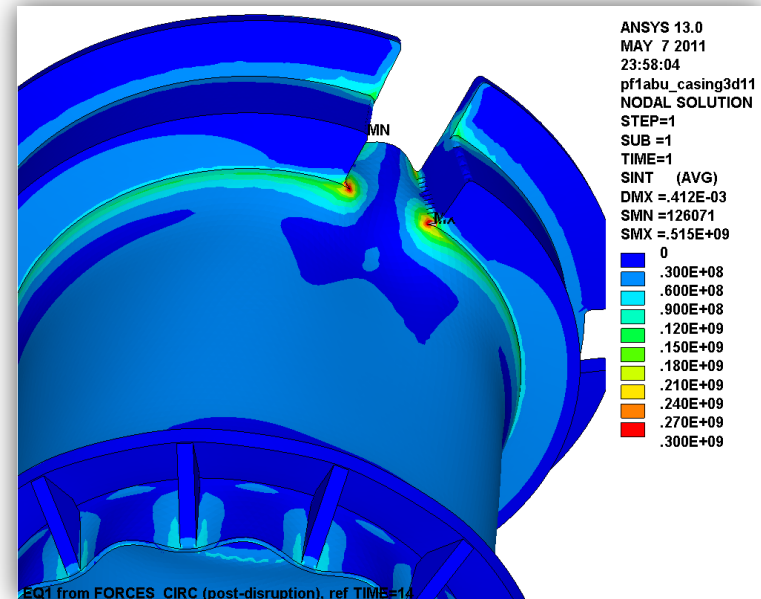 ANSYS 13.0
MAY 7 2011
23:58:04
pf1abu_casing3d11
NODAL SOLUTION
STEP=1
SUB =1
TIME=1
SINT (AVG)
DMX =.412E-03
SMN =126071
SMX =.515E+09
0
.300E+08
.600E+08
.900E+08
.120E+09
.150E+09
.180E+09
.210E+09
.240E+09
.270E+09
.300E+09
MN
EQ1 from FORCES_CIRC (post-disruption), ref TIME=14